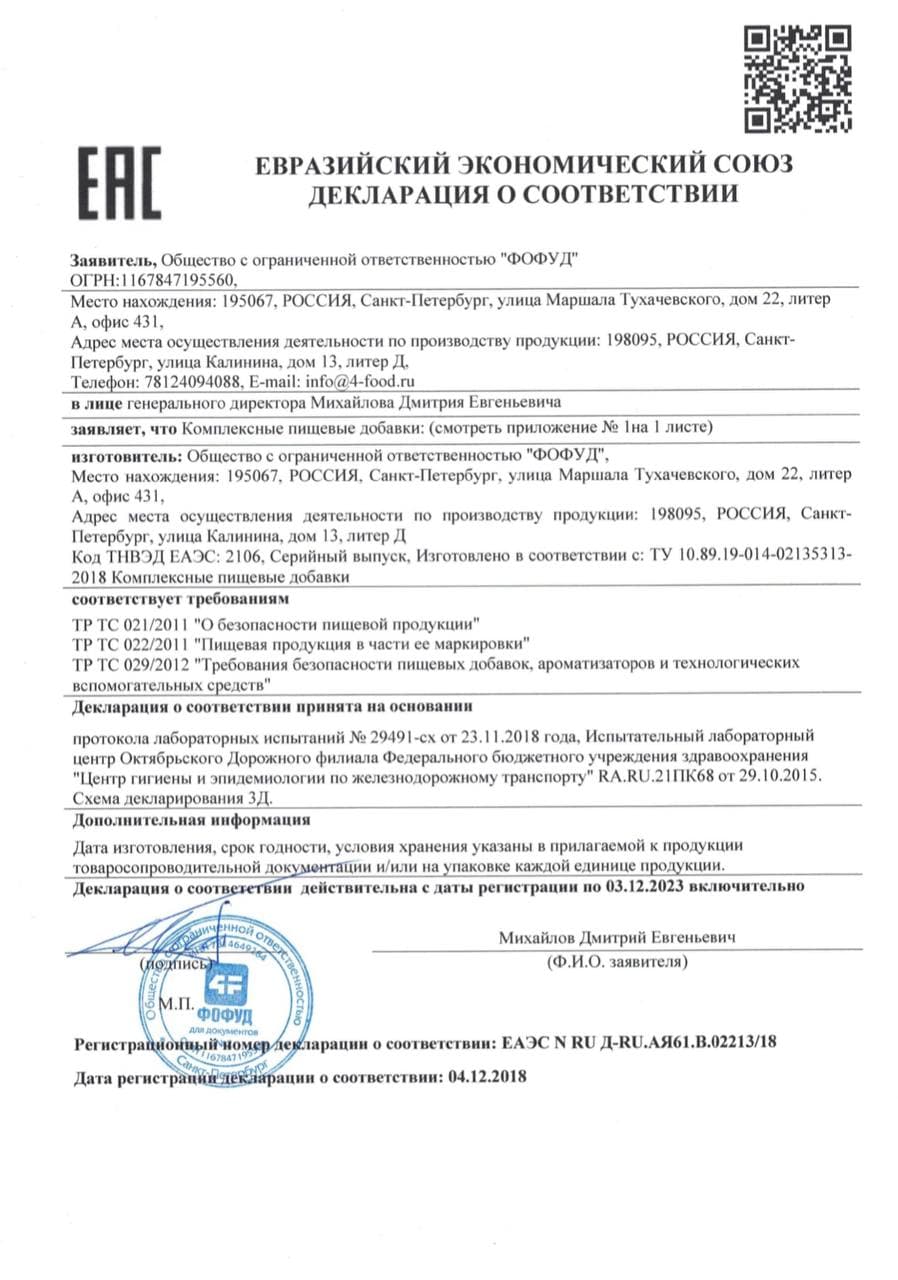 ЕАС
ЕВРАЗИЙСКИЙ ЭКОНОМИЧЕСКИЙ СОЮЗ
ДЕКЛАРАЦИЯ О СООТВЕТСТВИИ
Заявитель, Общество с ограниченной ответственностью "ФОФУД"
ОГРН:1167847195560,
Место нахождения: 195067, РОССИЯ, Санкт-Петербург, улица Маршала Тухачевского, дом 22, литер
А, офис 431,
Адрес места осуществления деятельности по производству продукции: 198095, РОССИЯ, Санкт-
Петербург, улица Калинина, дом 13, литер Д,
Телефон: 78124094088, E-mail: info@4-food.ru
в лице генерального директора Михайлова Дмитрия Евгеньевича
заявляет, что Комплексные пищевые добавки: (смотреть приложение № 1на 1 листе)
изготовитель: Общество с ограниченной ответственностью "ФОФУД",
Место нахождения: 195067, РОССИЯ, Санкт-Петербург, улица Маршала Тухачевского, дом 22, литер
А, офис 431,
Адрес места осуществления деятельности по производству продукции: 198095, РОССИЯ, Санкт-
Петербург, улица Калинина, дом 13, литер Д
Код ТНВЭД ЕАЭС: 2106, Серийный выпуск, Изготовлено в соответствии с: ТУ 10.89.19-014-02135313-
2018 Комплексные пищевые добавки
соответствует требованиям
ТР ТС 021/2011 "О безопасности пищевой продукции"
ТР ТС 022/2011 "Пищевая продукция в части ее маркировки"
ТР ТС 029/2012 "Требования безопасности пищевых добавок, ароматизаторов и технологических
вспомогательных средств"
Декларация о соответствии принята на основании
протокола лабораторных испытаний № 29491-сх от 23.11.2018 года, Испытательный лабораторный
центр Октябрьского Дорожного филиала Федерального бюджетного учреждения здравоохранения
"Центр гигиены и эпидемиологии по железнодорожному транспорту" RA.RU.21ПК68 от 29.10.2015.
Схема декларирования 3Д.
Дополнительная информация
Дата изготовления, срок годности, условия хранения указаны в прилагаемой к продукции
товаросопроводительной документации и/или на упаковке каждой единице продукции.
Декларация о соответствии действительна с даты регистрации по 03.12.2023 включительно
Михайлов Дмитрий Евгеньевич
(подпись)
(Ф.И.О. заявителя)
М.П.
Общество с ограниченной ответственностью
4F
ФОФУД
для документов
Санкт-Петербург
Регистрационный номер декларации о соответствии: ЕАЭС N RU Д-RU.АЯ61.В.02213/18
Дата регистрации декларации о соответствии: 04.12.2018